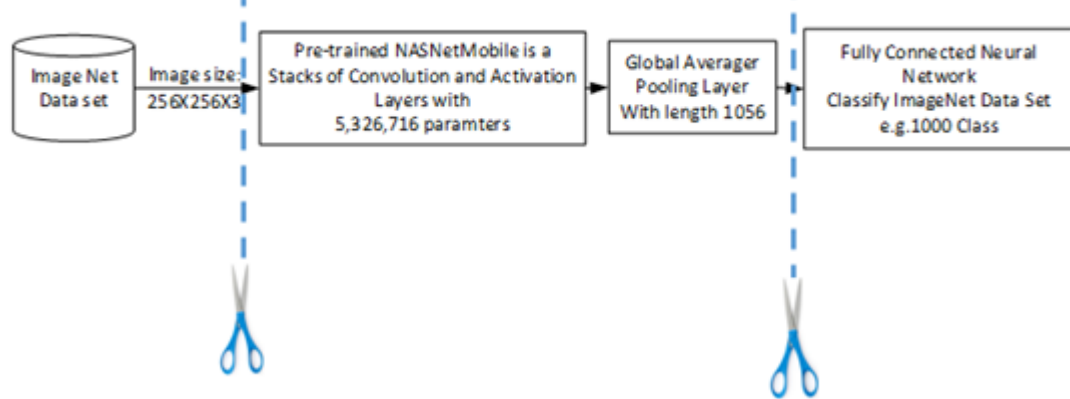 Image Net
Data set
Image size:
256X256X3
Pre-trained NASNetMobile is a
Stacks of Convolution and Activation
Layers with
5,326,716 paramters
Global Averager
Pooling Layer
With length 1056
Fully Connected Neural
Network
Classify ImageNet Data Set
e.g.1000 Class